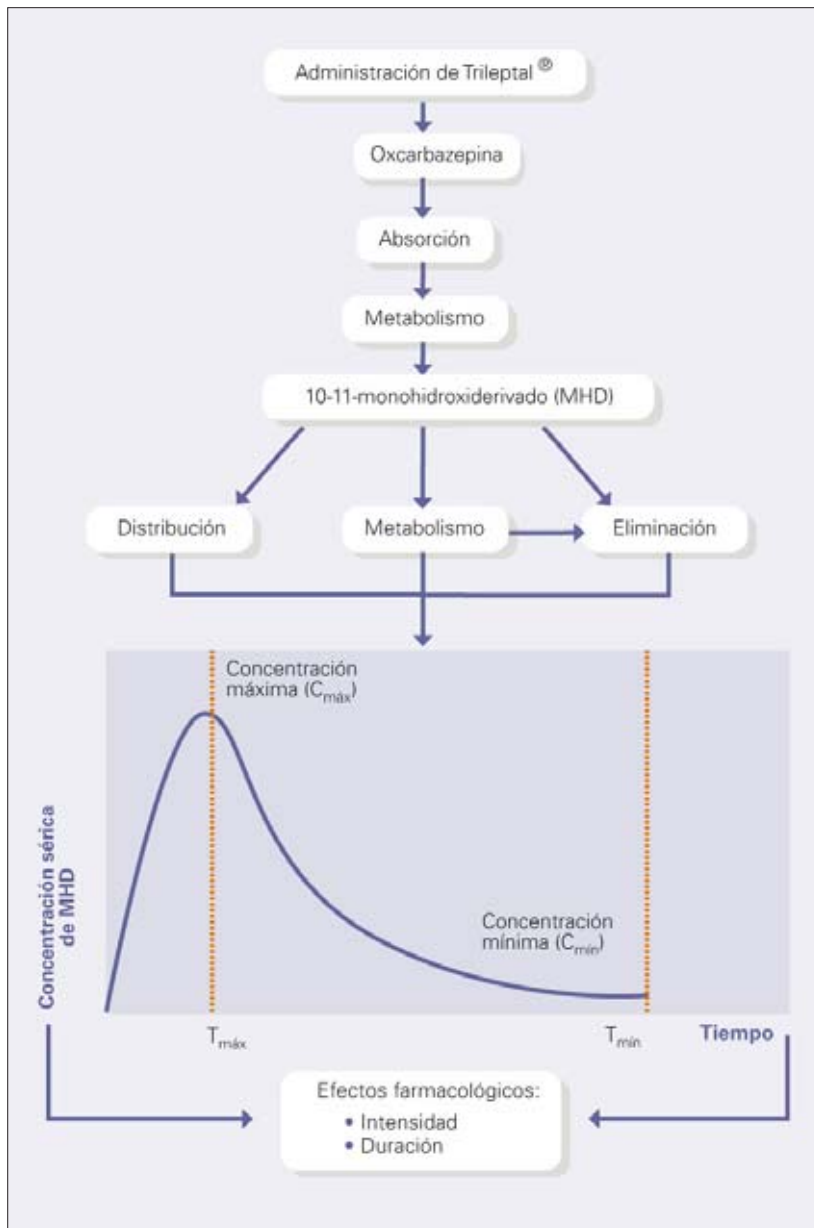 Administración de Trileptal®
Oxcarbazepina
Absorción
Metabolismo
10-11-monohidroxiderivado (MHD)
Distribución
Metabolismo
Eliminación
Concentración
máxima (Cmáx)
Concentración
mínima (Cmín)
Concentración sérica
de MHD
Tmáx
Tmín
Tiempo
Efectos farmacológicos:
• Intensidad
• Duración